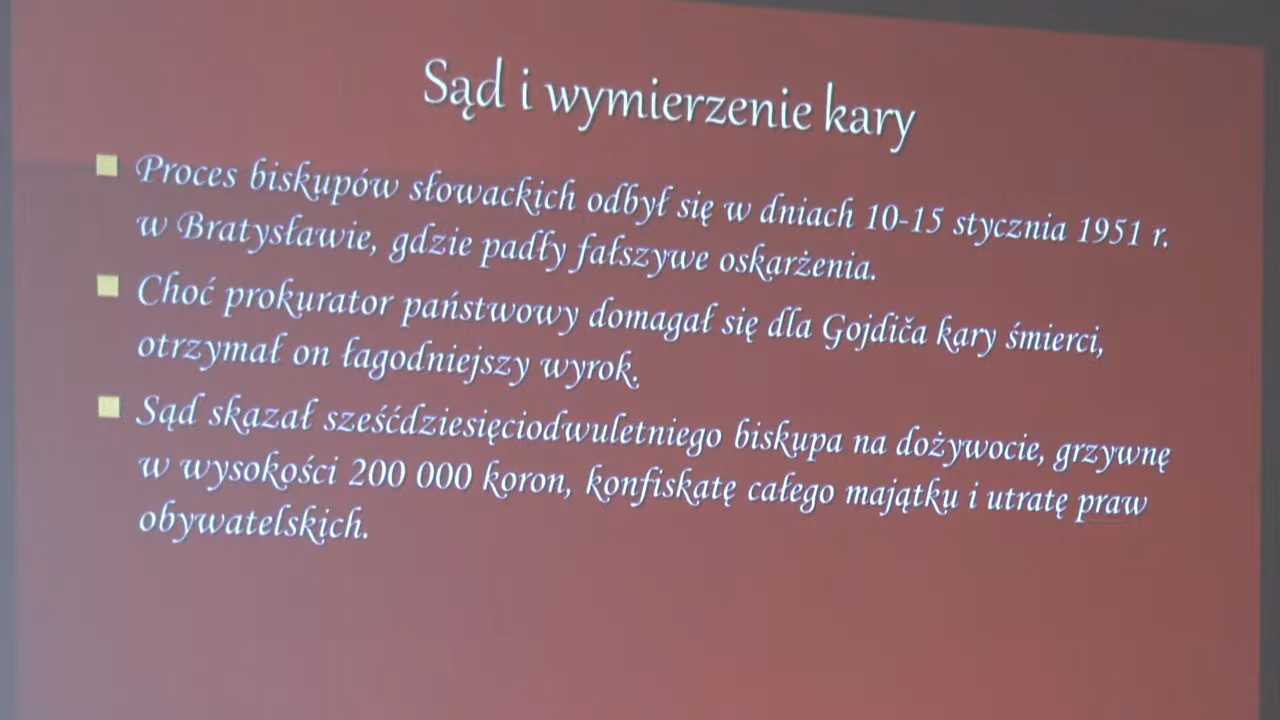 Sąd i wymierzenie kary
Proces biskupów słowackich odbył się w dniach 10-15 stycznia 1951 r.
w Bratysławie, gdzie padły fałszywe oskarżenia.
Choć prokurator państwowy domagał się dla Gojdiča kary śmierci,
otrzymał on łagodniejszy wyrok.
Sąd skazał sześćdziesięciodwuletniego biskupa na dożywocie, grzywnę
w wysokości 200 000 koron, konfiskatę całego majątku i utratę praw
obywatelskich.